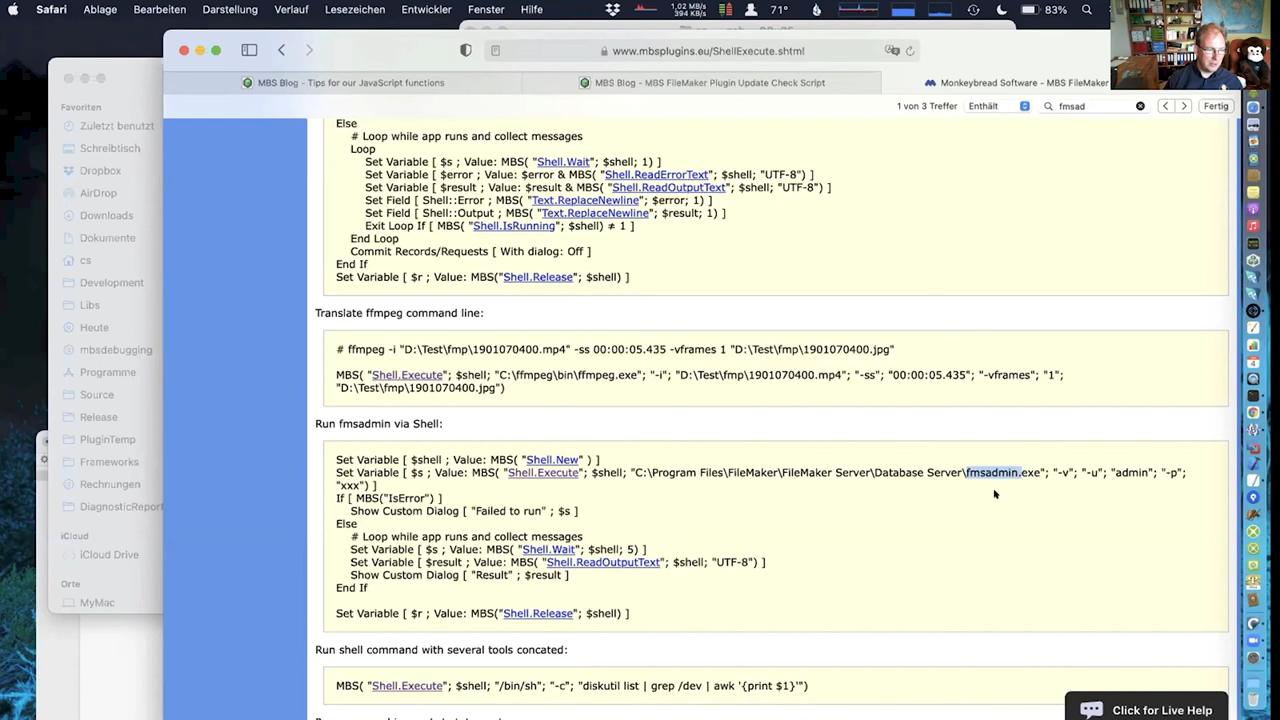 Safari Ablage Bearbeiten Darstellung Verlauf Lesezeichen Entwickler Fenster Hilfe
1,02 MB/s
394 KB/s
71° 83%
www.mbsplugins.eu/ShellExecute.shtml
MBS Blog - Tips for our JavaScript functions
MBS Blog - MBS FileMaker Plugin Update Check Script
Monkeybread Software - MBS FileMaker
1 von 3 Treffer Enthält fmsad Fertig
Favoriten
Zuletzt benutzt
Schreibtisch
Dropbox
AirDrop
Downloads
Dokumente
cs
Development
Libs
Heute
mbsdebugging
Programme
Source
Release
PluginTemp
Frameworks
Rechnungen
DiagnosticReport
iCloud
iCloud Drive
Orte
MyMac
Else
# Loop while app runs and collect messages
Loop
Set Variable [ $s ; Value: MBS( "Shell.Wait"; $shell; 1) ]
Set Variable [ $error ; Value: $error & MBS( "Shell.ReadErrorText"; $shell; "UTF-8") ]
Set Variable [ $result ; Value: $result & MBS( "Shell.ReadOutputText"; $shell; "UTF-8") ]
Set Field [ Shell::Error ; MBS( "Text.ReplaceNewline"; $error; 1) ]
Set Field [ Shell::Output ; MBS( "Text.ReplaceNewline"; $result; 1) ]
Exit Loop If [ MBS( "Shell.IsRunning"; $shell) ≠ 1 ]
End Loop
Commit Records/Requests [ With dialog: Off ]
End If
Set Variable [ $r ; Value: MBS("Shell.Release"; $shell) ]
Translate ffmpeg command line:
# ffmpeg -i "D:\Test\fmp\1901070400.mp4" -ss 00:00:05.435 -vframes 1 "D:\Test\fmp\1901070400.jpg"
MBS( "Shell.Execute"; $shell; "C:\ffmpeg\bin\ffmpeg.exe"; "-i"; "D:\Test\fmp\1901070400.mp4"; "-ss"; "00:00:05.435"; "-vframes"; "1";
"D:\Test\fmp\1901070400.jpg")
Run fmsadmin via Shell:
Set Variable [ $shell ; Value: MBS( "Shell.New" ) ]
Set Variable [ $s ; Value: MBS( "Shell.Execute"; $shell; "C:\Program Files\FileMaker\FileMaker Server\Database Server\fmsadmin.exe"; "-v"; "-u"; "admin"; "-p";
"xxx") ]
If [ MBS("IsError") ]
Show Custom Dialog [ "Failed to run" ; $s ]
Else
# Loop while app runs and collect messages
Set Variable [ $s ; Value: MBS( "Shell.Wait"; $shell; 5) ]
Set Variable [ $result ; Value: MBS( "Shell.ReadOutputText"; $shell; "UTF-8") ]
Show Custom Dialog [ "Result" ; $result ]
End If
Set Variable [ $r ; Value: MBS("Shell.Release"; $shell) ]
Run shell command with several tools concated:
MBS( "Shell.Execute"; $shell; "/bin/sh"; "-c"; "diskutil list | grep /dev | awk '{print $1}'")
Click for Live Help